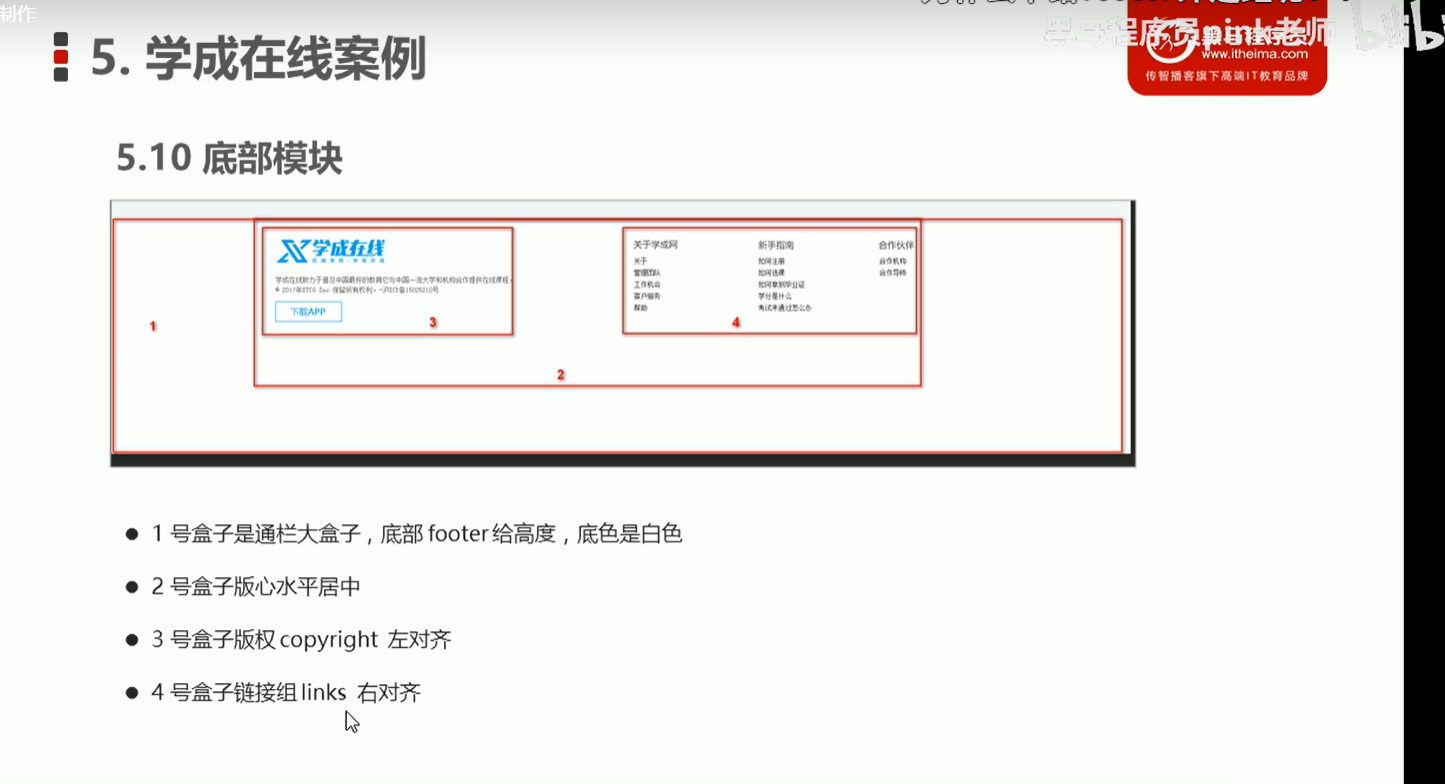 制作
5. 学成在线案例
黑马程序员pink老师
www.itheima.com
传智播客旗下高端IT教育品牌
5.10 底部模块
学成在线
学成在线致力于普及中国最好的教育它与中国一流大学和机构合作提供在线课程。
© 2017年XTCG Inc.保留所有权利。-沪ICP备15025210号
下载APP
1
3
2
关于学成网
关于
管理团队
工作机会
客户服务
帮助
新手指南
如何注册
如何选课
如何拿到毕业证
学分是什么
考试未通过怎么办
合作伙伴
合作机构
合作导师
4
1 号盒子是通栏大盒子，底部 footer 给高度，底色是白色
2 号盒子版心水平居中
3 号盒子版权 copyright 左对齐
4 号盒子链接组 links 右对齐